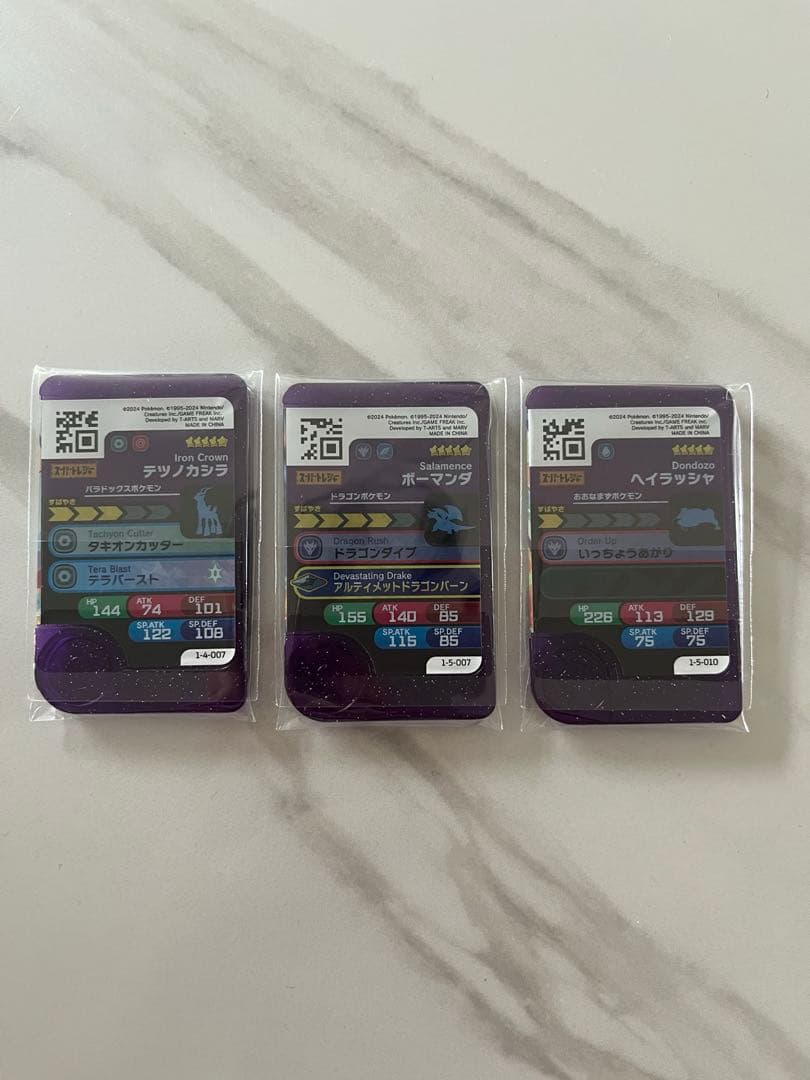 ©2024 Pokémon. ©1995-2024 Nintendo/
Creatures Inc./GAME FREAK inc.
Developed by T-ARTS and MARV
MADE IN CHINA
Iron Crown
スーパートレジャー
テツノカシラ
パラドックスポケモン
すばやさ
Tachyon Cutter
タキオンカッター
Tera Blast
テラバースト
HP 144 ATK 74 DEF 101
SP.ATK 122 SP.DEF 108
1-4-007
©2024 Pokémon. ©1995-2024 Nintendo/
Creatures Inc./GAME FREAK inc.
Developed by T-ARTS and MARV
MADE IN CHINA
Salamence
スーパートレジャー
ボーマンダ
ドラゴンポケモン
すばやさ
Dragon Rush
ドラゴンダイブ
Devastating Drake
アルティメットドラゴンバーン
HP 155 ATK 140 DEF 85
SP.ATK 115 SP.DEF 85
1-5-007
©2024 Pokémon. ©1995-2024 Nintendo/
Creatures Inc./GAME FREAK inc.
Developed by T-ARTS and MARV
MADE IN CHINA
Dondozo
スーパートレジャー
ヘイラッシャ
おおなまずポケモン
すばやさ
Order Up
いっちょうあがり
HP 226 ATK 113 DEF 129
SP.ATK 75 SP.DEF 75
1-5-010